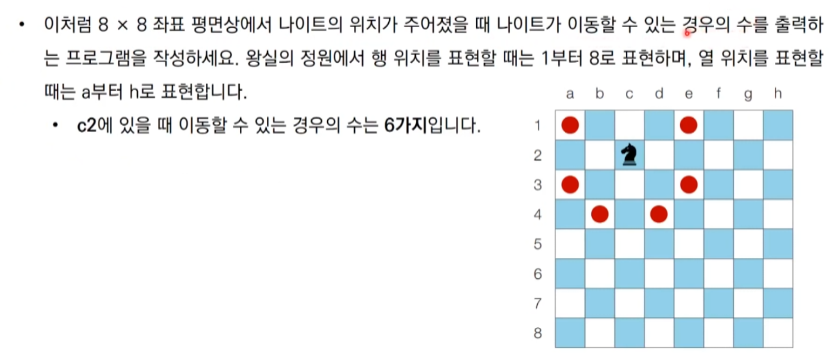 • 이처럼 8 × 8 좌표 평면상에서 나이트의 위치가 주어졌을 때 나이트가 이동할 수 있는 경우의 수를 출력하
는 프로그램을 작성하세요. 왕실의 정원에서 행 위치를 표현할 때는 1부터 8로 표현하며, 열 위치를 표현할
때는 a부터 h로 표현합니다.
• c2에 있을 때 이동할 수 있는 경우의 수는 6가지입니다.
a b c d e f g h
1
2
3
4
5
6
7
8